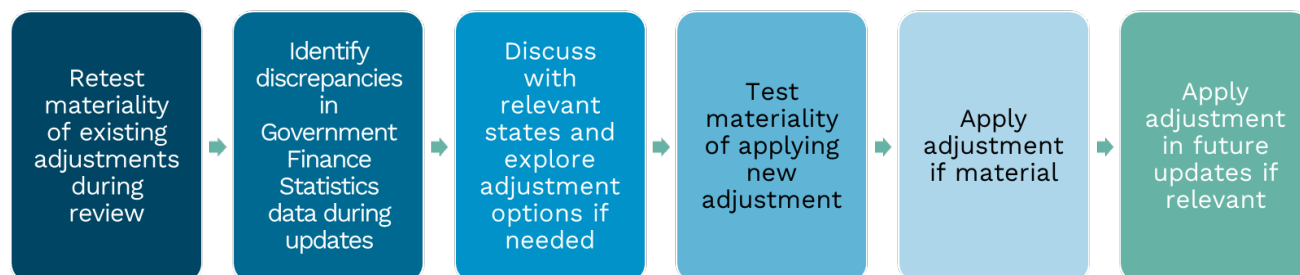 Retest
materiality
of existing
adjustments
during
review
Identify
discrepancies
in
Government
Finance
Statistics
data during
updates
Discuss
with
relevant
states and
explore
adjustment
options if
needed
Test
materiality
of applying
new
adjustment
Apply
adjustment
if material
Apply
adjustment
in future
updates if
relevant